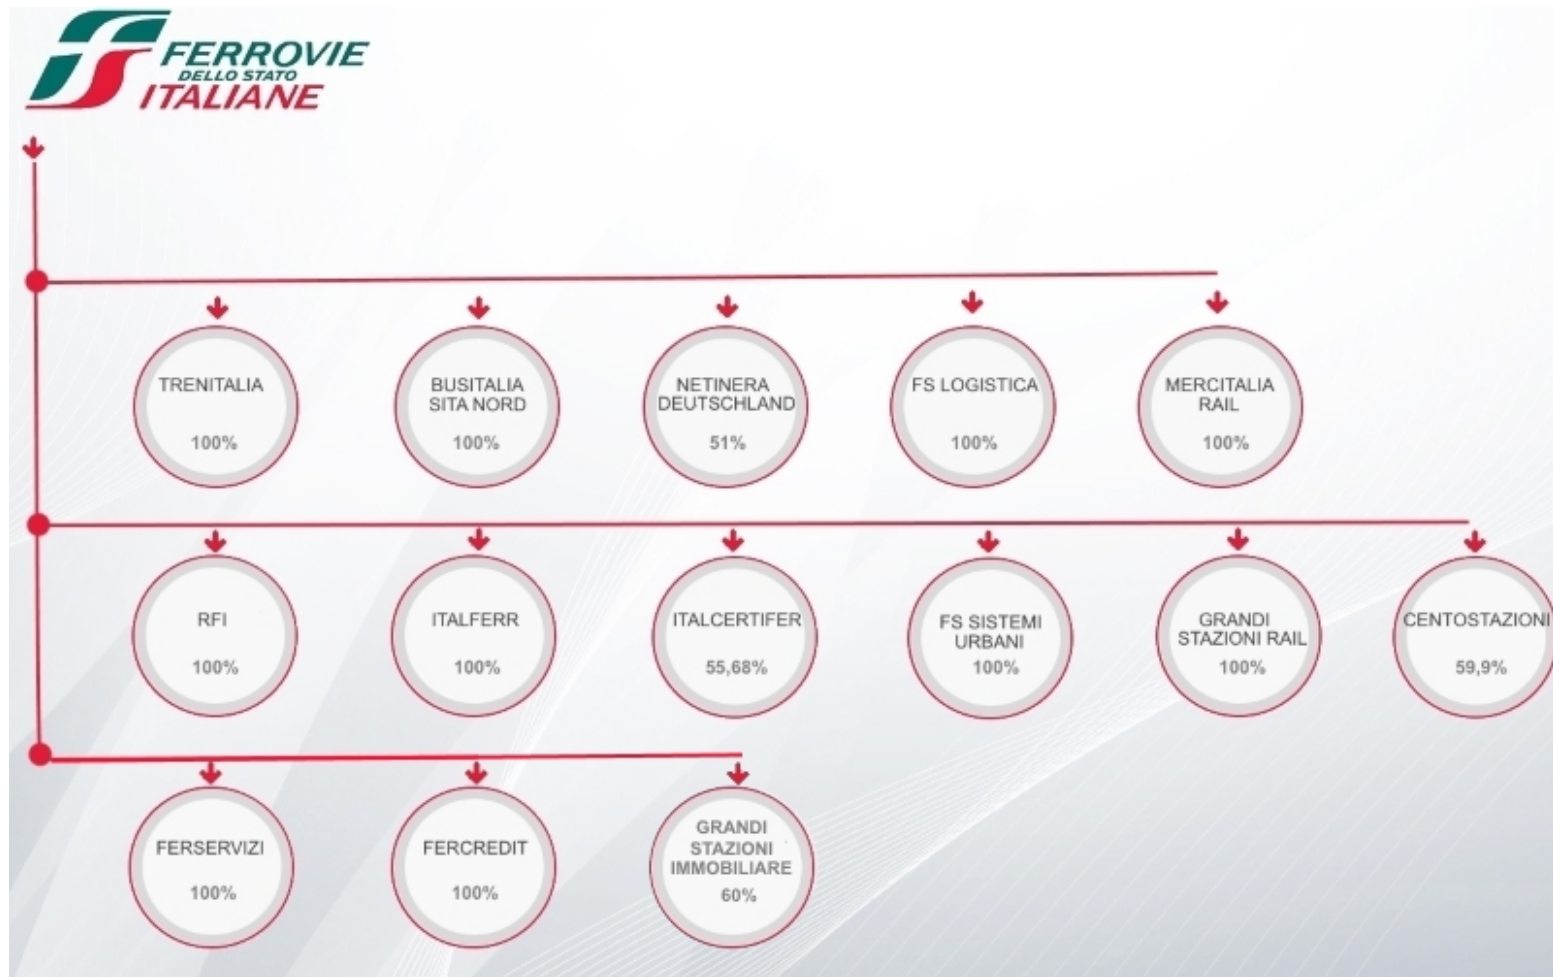 FERROVIE
DELLO STATO
ITALIANE
TRENITALIA
100%
BUSITALIA
SITA NORD
100%
NETINERA
DEUTSCHLAND
51%
FS LOGISTICA
100%
MERCITALIA
RAIL
100%
RFI
100%
ITALFERR
100%
ITALCERTIFER
55,68%
FS SISTEMI
URBANI
100%
GRANDI
STAZIONI RAIL
100%
CENTOSTAZIONI
59,9%
FERSERVIZI
100%
FERCREDIT
100%
GRANDI
STAZIONI
IMMOBILIARE
60%